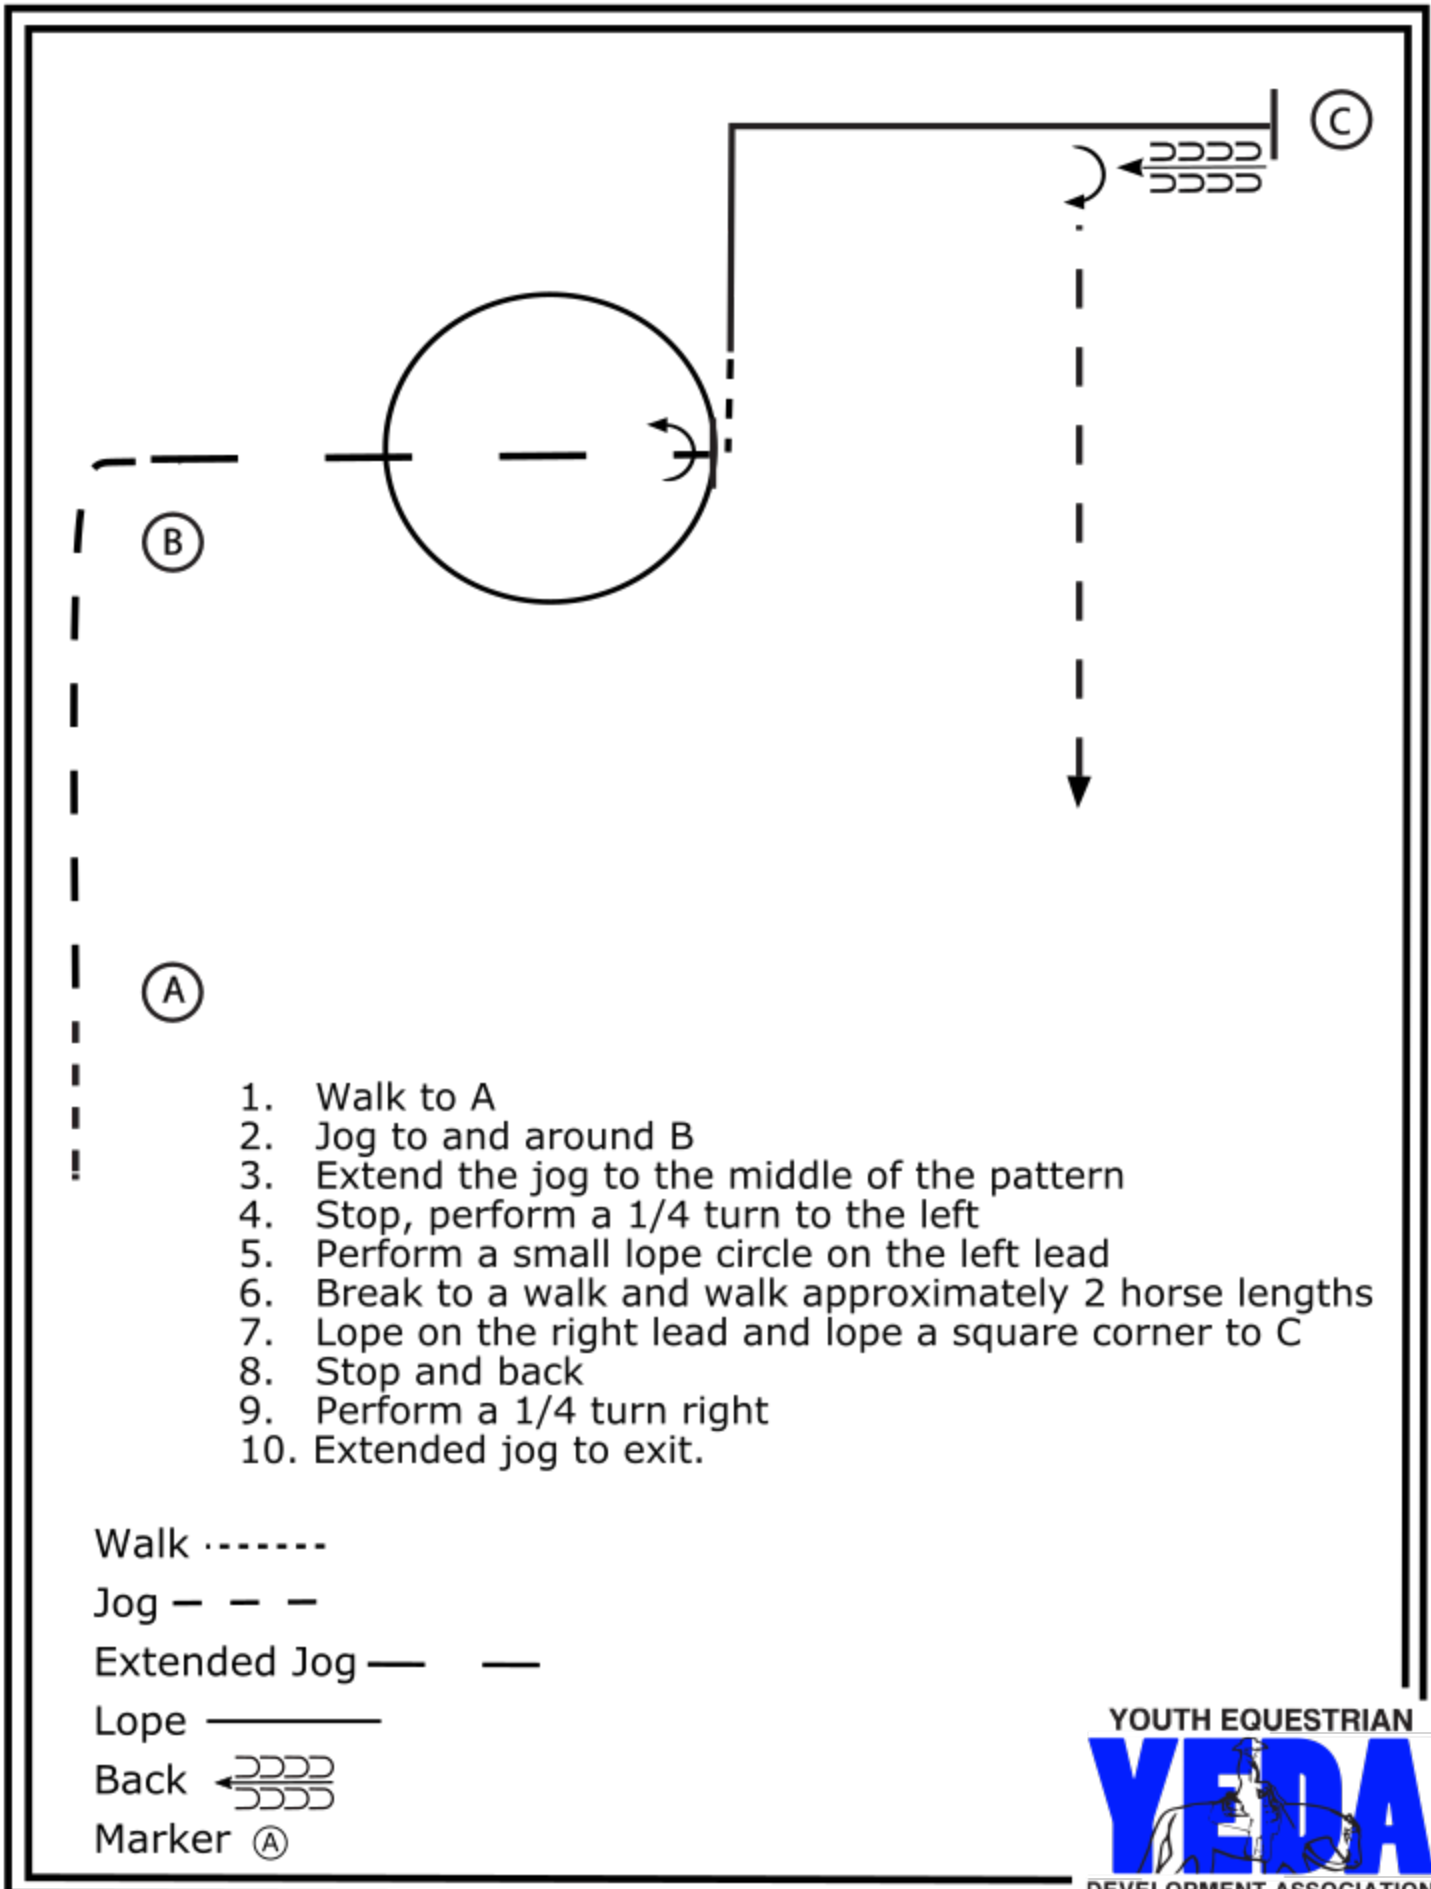 C
B
A
1. Walk to A
2. Jog to and around B
3. Extend the jog to the middle of the pattern
4. Stop, perform a 1/4 turn to the left
5. Perform a small lope circle on the left lead
6. Break to a walk and walk approximately 2 horse lengths
7. Lope on the right lead and lope a square corner to C
8. Stop and back
9. Perform a 1/4 turn right
10. Extended jog to exit.
Walk
Jog
Extended Jog
Lope
Back
Marker A
YOUTH EQUESTRIAN
YEDA
DEVELOPMENT ASSOCIATION